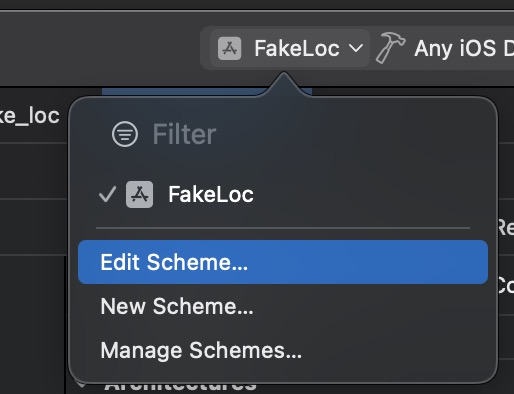 FakeLoc
Any iOS D
ke_loc
Filter
FakeLoc
Edit Scheme...
Re
New Scheme...
Co
Manage Schemes...
Architectures